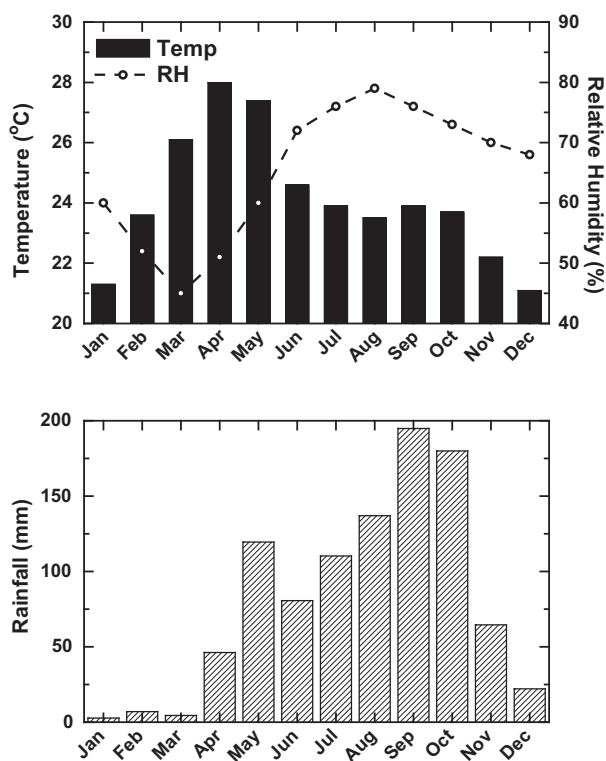 30
28
26
24
22
20
Temperature (°C)
Temp
RH
90
80
70
60
50
40
Relative Humidity (%)
Jan Feb Mar Apr May Jun Jul Aug Sep Oct Nov Dec
200
150
100
50
0
Rainfall (mm)
Jan Feb Mar Apr May Jun Jul Aug Sep Oct Nov Dec